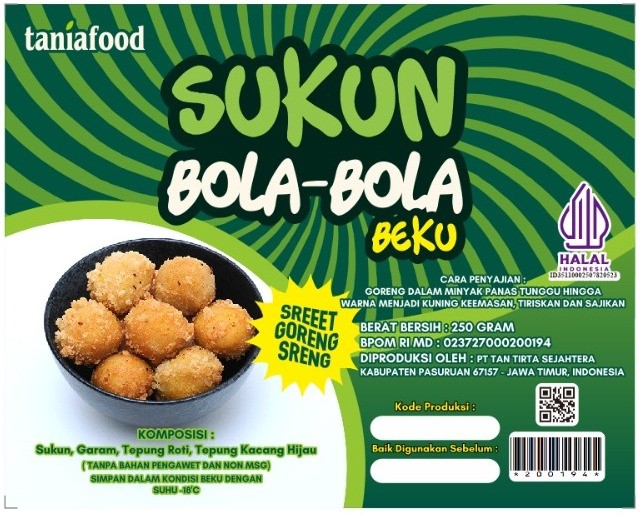 taniafood
SUKUN
BOLA-BOLA
BEKU
HALAL
INDONESIA
ID35110002507820523
CARA PENYAJIAN :
GORENG DALAM MINYAK PANAS TUNGGU HINGGA
WARNA MENJADI KUNING KEEMASAN, TIRISKAN DAN SAJIKAN
SREEET
GORENG
SRENG
BERAT BERSIH : 250 GRAM
BPOM RI MD : 023727000200194
DIPRODUKSI OLEH : PT TAN TIRTA SEJAHTERA
KABUPATEN PASURUAN 67157 - JAWA TIMUR, INDONESIA
Kode Produksi :
Baik Digunakan Sebelum :
*200194*
KOMPOSISI :
Sukun, Garam, Tepung Roti, Tepung Kacang Hijau
(TANPA BAHAN PENGAWET DAN NON MSG)
SIMPAN DALAM KONDISI BEKU DENGAN
SUHU -18°C